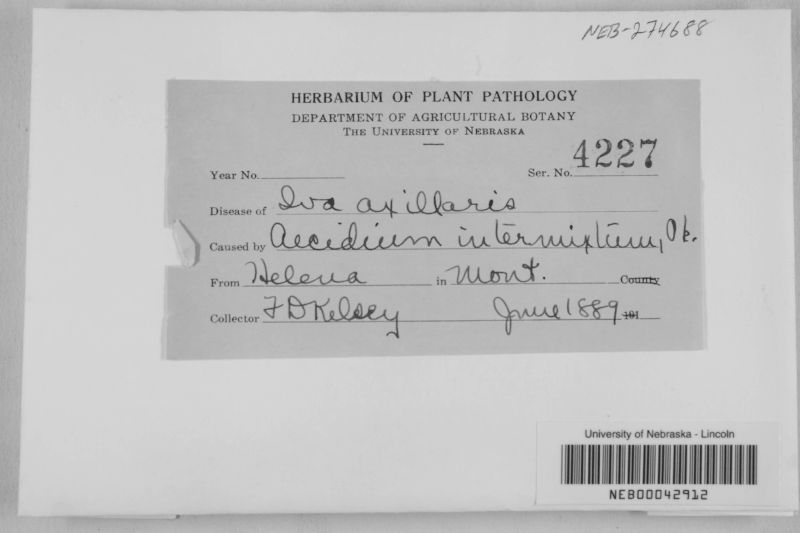 NEB-274688
HERBARIUM OF PLANT PATHOLOGY
DEPARTMENT OF AGRICULTURAL BOTANY
THE UNIVERSITY OF NEBRASKA
Year No. Ser. No. 4227
Disease of Iva axillaris
Caused by Aecidium intermixtum, Pk.
From Helena in Mont. County
Collector F D Kelsey June 1889 191
University of Nebraska - Lincoln
NEB00042912